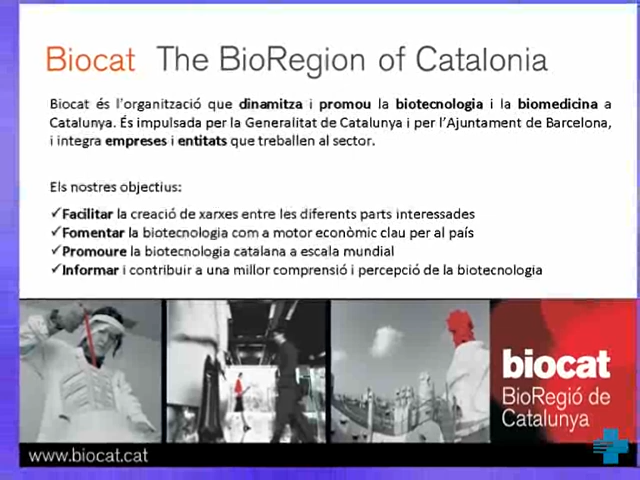 Biocat The BioRegion of Catalonia
Biocat és l'organització que dinamitza i promou la biotecnologia i la biomedicina a
Catalunya. És impulsada per la Generalitat de Catalunya i per l'Ajuntament de Barcelona,
i integra empreses i entitats que treballen al sector.
Els nostres objectius:
✓Facilitar la creació de xarxes entre les diferents parts interessades
✓Fomentar la biotecnologia com a motor econòmic clau per al país
✓Promoure la biotecnologia catalana a escala mundial
✓Informar i contribuir a una millor comprensió i percepció de la biotecnologia
biocat
BioRegió de
Catalunya
www.biocat.cat